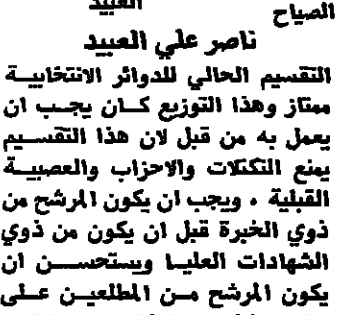 الصباح العبيد
ناصر علي العبيد
التقسيم الحالي للدوائر الانتخابية
ممتاز وهذا التوزيع كان يجب ان
يعمل به من قبل لان هذا التقسيم
يمنع التكتلات والاحزاب والعصبية
القبلية ، ويجب ان يكون المرشح من
ذوي الخبرة قبل ان يكون من ذوي
الشهادات العليا ويستحسن ان
يكون المرشح من المطلعين على